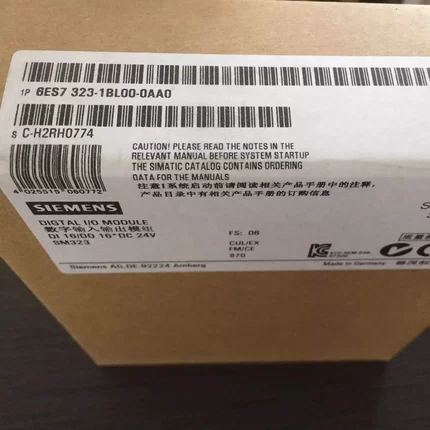 1P 6ES7 323-1BL00-0AA0
S C-H2RH0774
CAUTION! PLEASE READ THE NOTES IN THE
RELEVANT MANUAL BEFORE SYSTEM STARTUP
THE SIMATIC CATALOG CONTAINS ORDERING
DATA FOR THE MANUALS
注意!系统启动前请阅读相关产品手册中的注释,
产品目录中有相关手册的订购信息
4 025515 080772
SIEMENS
DIGITAL I/O MODULE
数字输入输出模组
DI 16/DO 16*DC 24V
SM323
FS: 06
CUL/EX
FM/CE
870
Siemens AG,DE-92224 Amberg
Made in Germany